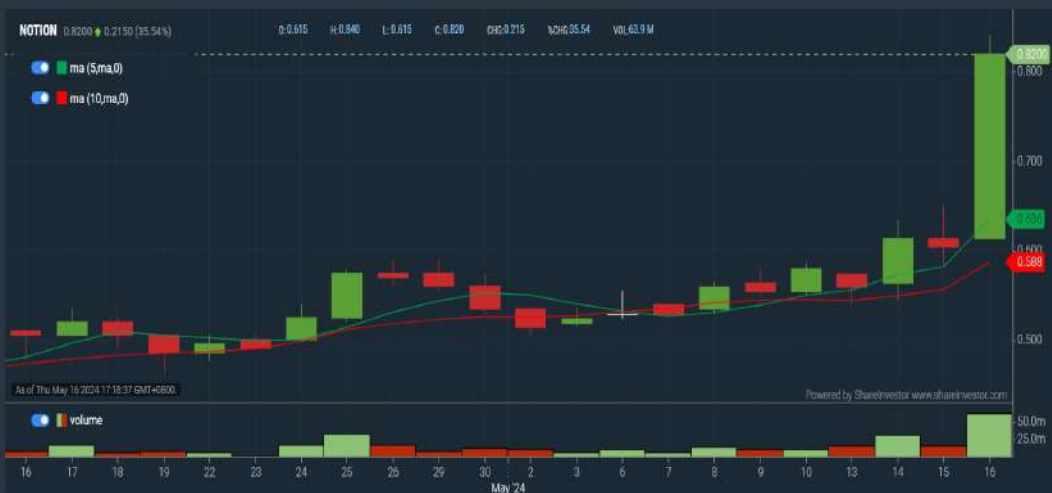 NOTION 0.8200 0.2150 (35.54%) O:0.615 H:0.840 L:0.615 C:0.820 CHG:0.215 %CHG:35.54 VOL:63.9 M
ma (5,ma,0)
ma (10,ma,0)
0.8200
0.800
0.700
0.636
0.600
0.588
0.500
As of Thu May 16 2024 17:18:37 GMT+0800
Powered by ShareInvestor www.shareinvestor.com
volume
50.0m
25.0m
16 17 18 19 22 23 24 25 26 29 30 2 3 6 7 8 9 10 13 14 15 16
May '24